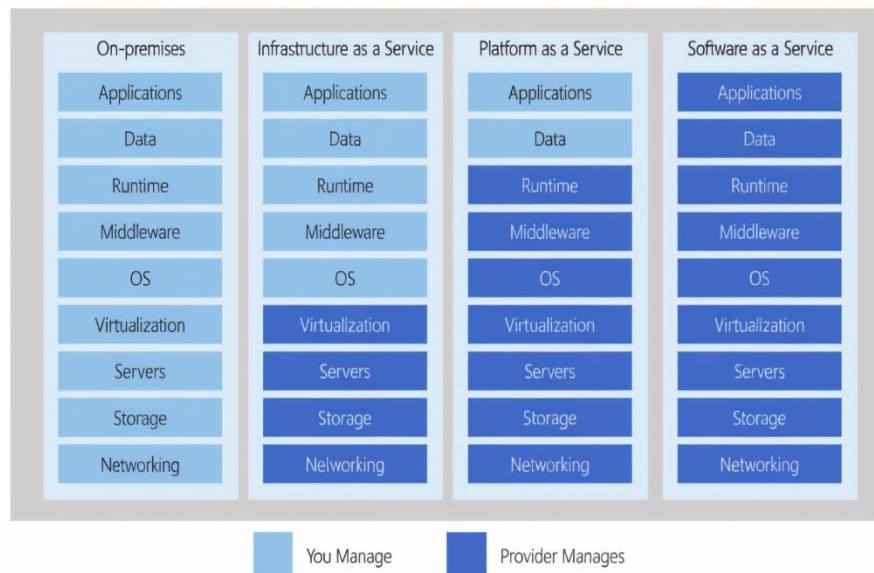 On-premises
Applications
Data
Runtime
Middleware
OS
Virtualization
Servers
Storage
Networking
Infrastructure as a Service
Applications
Data
Runtime
Middleware
OS
Virtualization
Servers
Storage
Networking
Platform as a Service
Applications
Data
Runtime
Middleware
OS
Virtualization
Servers
Storage
Networking
Software as a Service
Applications
Data
Runtime
Middleware
OS
Virtualization
Servers
Storage
Networking
You Manage
Provider Manages